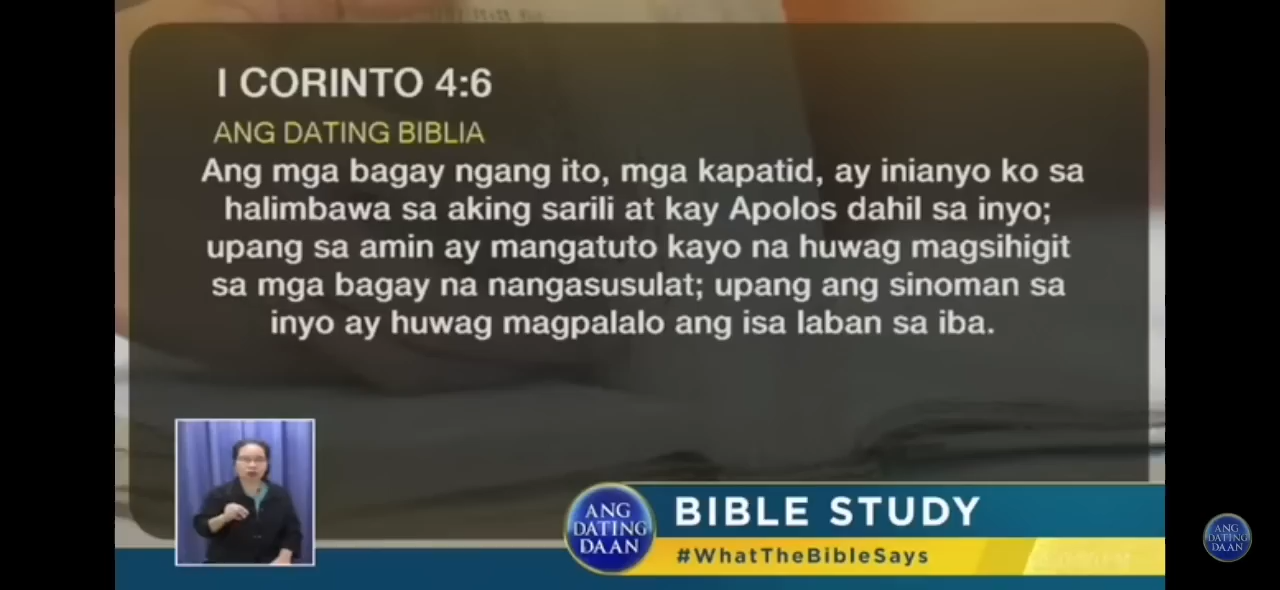 I CORINTO 4:6
ANG DATING BIBLIA
Ang mga bagay ngang ito, mga kapatid, ay inianyo ko sa
halimbawa sa aking sarili at kay Apolos dahil sa inyo;
upang sa amin ay mangatuto kayo na huwag magsihigit
sa mga bagay na nangasusulat; upang ang sinoman sa
inyo ay huwag magpalalo ang isa laban sa iba.
ANG
DATING
DAAN
BIBLE STUDY
#WhatTheBibleSays
ANG
DATING
DAAN